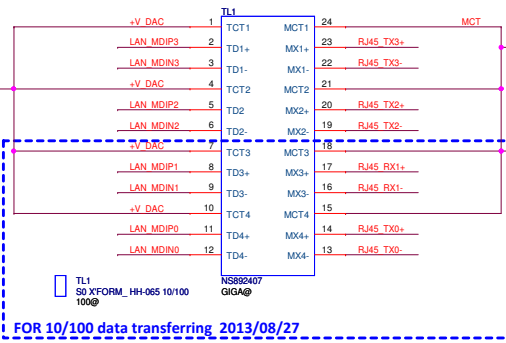 TL1
+V_DAC 1 TCT1 MCT1 24 MCT
LAN_MDIP3 2 TD1+ MX1+ 23 RJ45_TX3+
LAN_MDIN3 3 TD1- MX1- 22 RJ45_TX3-
+V_DAC 4 TCT2 MCT2 21
LAN_MDIP2 5 TD2 MX2+ 20 RJ45_TX2+
LAN_MDIN2 6 TD2- MX2- 19 RJ45_TX2-
+V_DAC 7 TCT3 MCT3 18
LAN_MDIP1 8 TD3+ MX3+ 17 RJ45_RX1+
LAN_MDIN1 9 TD3- MX3- 16 RJ45_RX1-
+V_DAC 10 TCT4 MCT4 15
LAN_MDIP0 11 TD4+ MX4+ 14 RJ45_TX0+
LAN_MDIN0 12 TD4- MX4- 13 RJ45_TX0-
TL1 NS892407
S0 X'FORM_ HH-065 10/100 GIGA@
100@
FOR 10/100 data transferring 2013/08/27